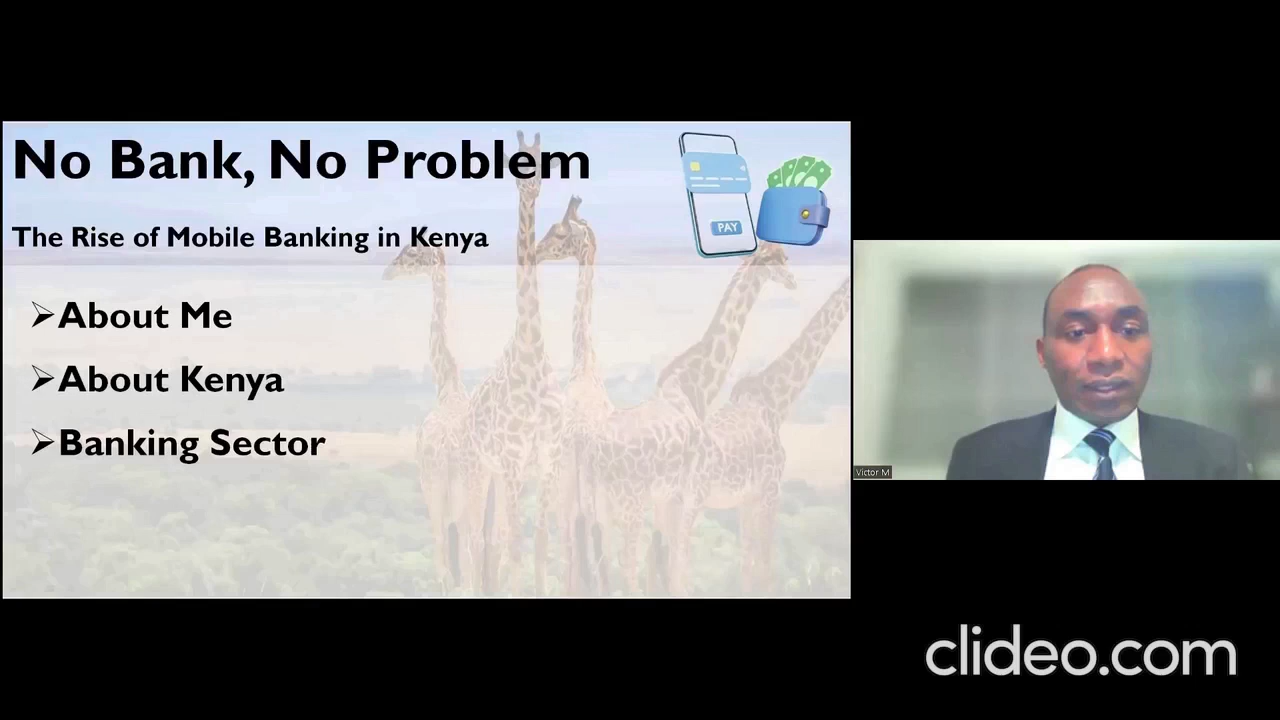 No Bank, No Problem
The Rise of Mobile Banking in Kenya
PAY
About Me
About Kenya
Banking Sector
Victor M
clideo.com